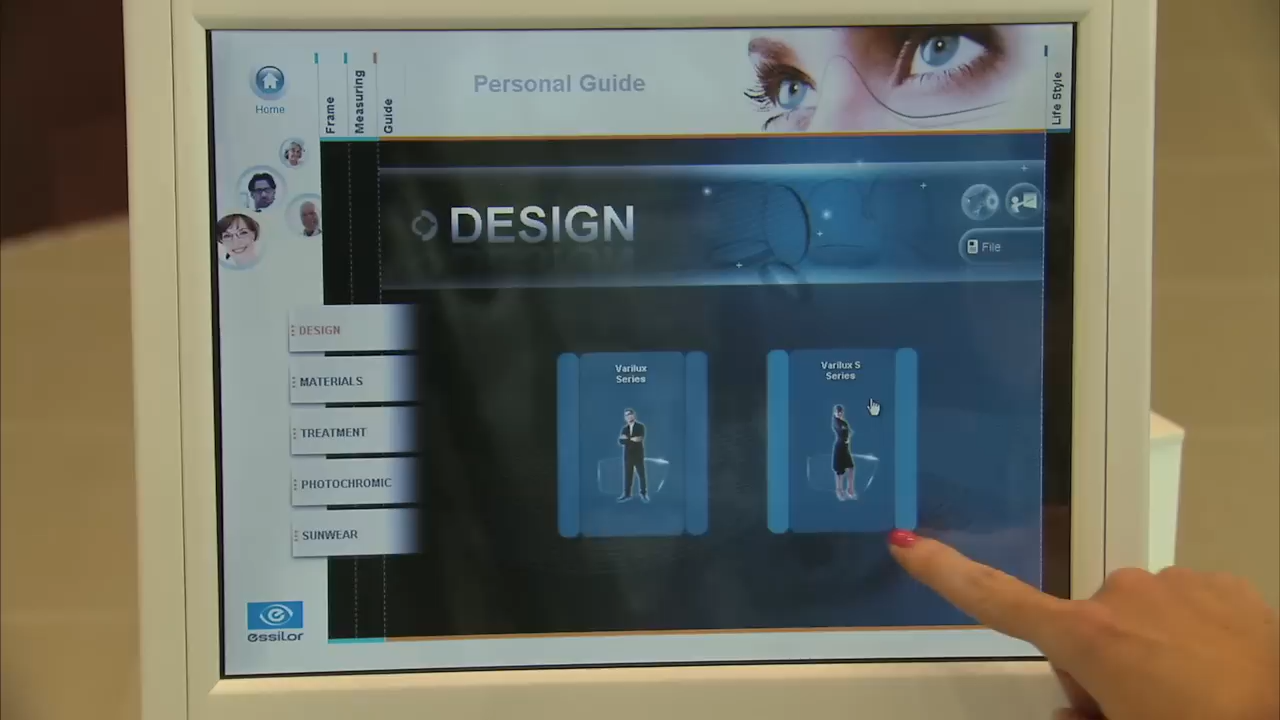 Home
Frame
Measuring
Guide
Personal Guide
Life Style
DESIGN
File
DESIGN
MATERIALS
TREATMENT
PHOTOCHROMIC
SUNWEAR
Varilux
Series
Varilux S
Series
essilor